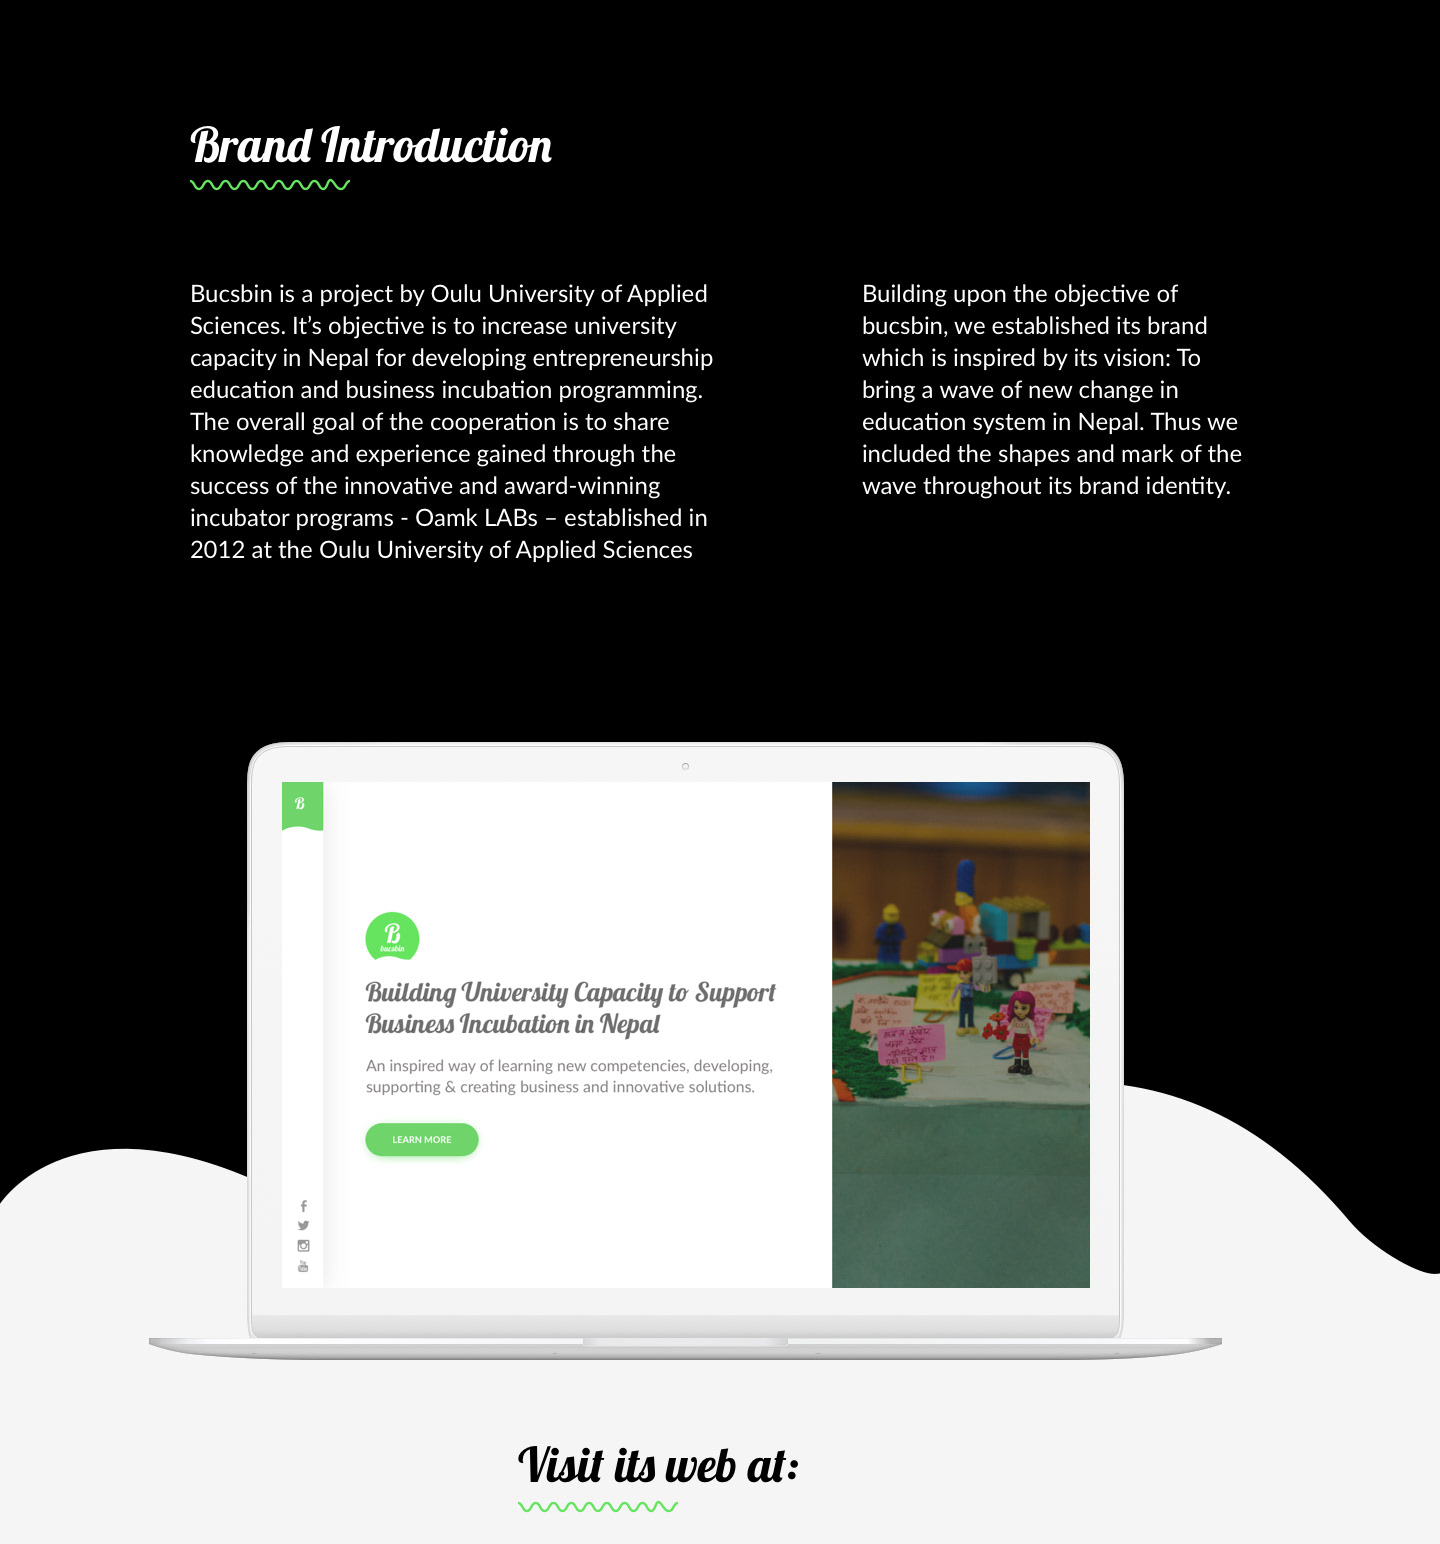 Brand Introduction
Bucsbin is a project by Oulu University of Applied
Sciences. It’s objective is to increase university
capacity in Nepal for developing entrepreneurship
education and business incubation programming.
The overall goal of the cooperation is to share
knowledge and experience gained through the
success of the innovative and award-winning
incubator programs - Oamk LABs – established in
2012 at the Oulu University of Applied Sciences
Building upon the objective of
bucsbin, we established its brand
which is inspired by its vision: To
bring a wave of new change in
education system in Nepal. Thus we
included the shapes and mark of the
wave throughout its brand identity.
B
B
bucsbin
Building University Capacity to Support
Business Incubation in Nepal
An inspired way of learning new competencies, developing,
supporting & creating business and innovative solutions.
LEARN MORE
Visit its web at: